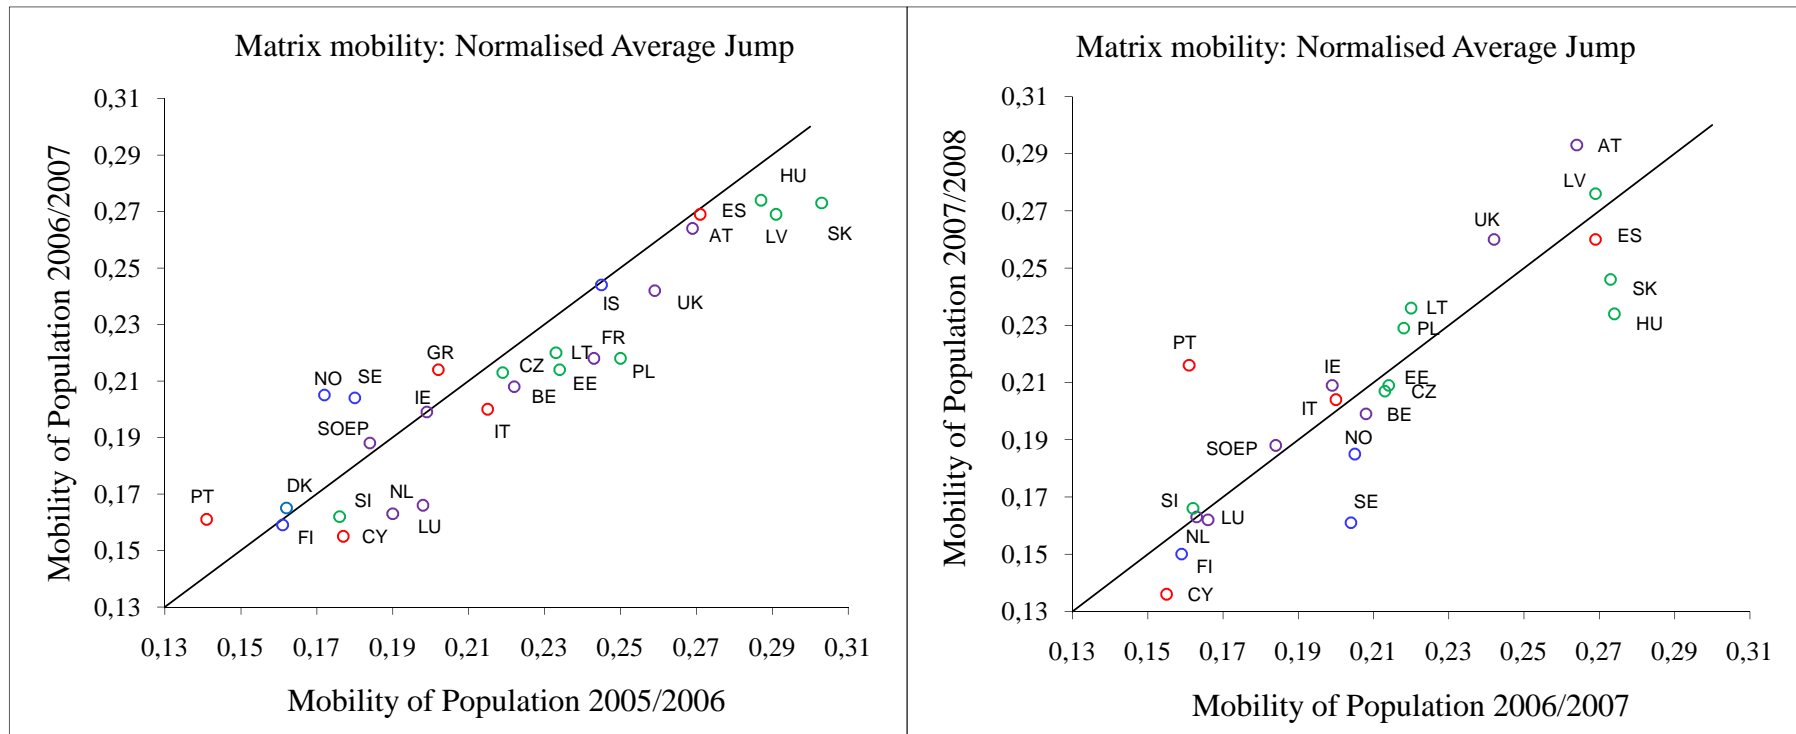 Matrix mobility: Normalised Average Jump
Mobility of Population 2006/2007
0,31
0,29
0,27
0,25
0,23
0,21
0,19
0,17
0,15
0,13
HU
ES
AT
LV
SK
IS
UK
FR
GR
CZ
LT
PL
NO
SE
BE
EE
IE
IT
SOEP
DK
PT
SI
NL
FI
CY
LU
0,13 0,15 0,17 0,19 0,21 0,23 0,25 0,27 0,29 0,31
Mobility of Population 2005/2006
Matrix mobility: Normalised Average Jump
Mobility of Population 2007/2008
0,31
0,29
0,27
0,25
0,23
0,21
0,19
0,17
0,15
0,13
AT
LV
UK
ES
SK
LT
HU
PL
PT
IE
EE
CZ
IT
BE
NO
SOEP
SI
SE
LU
NL
FI
CY
0,13 0,15 0,17 0,19 0,21 0,23 0,25 0,27 0,29 0,31
Mobility of Population 2006/2007